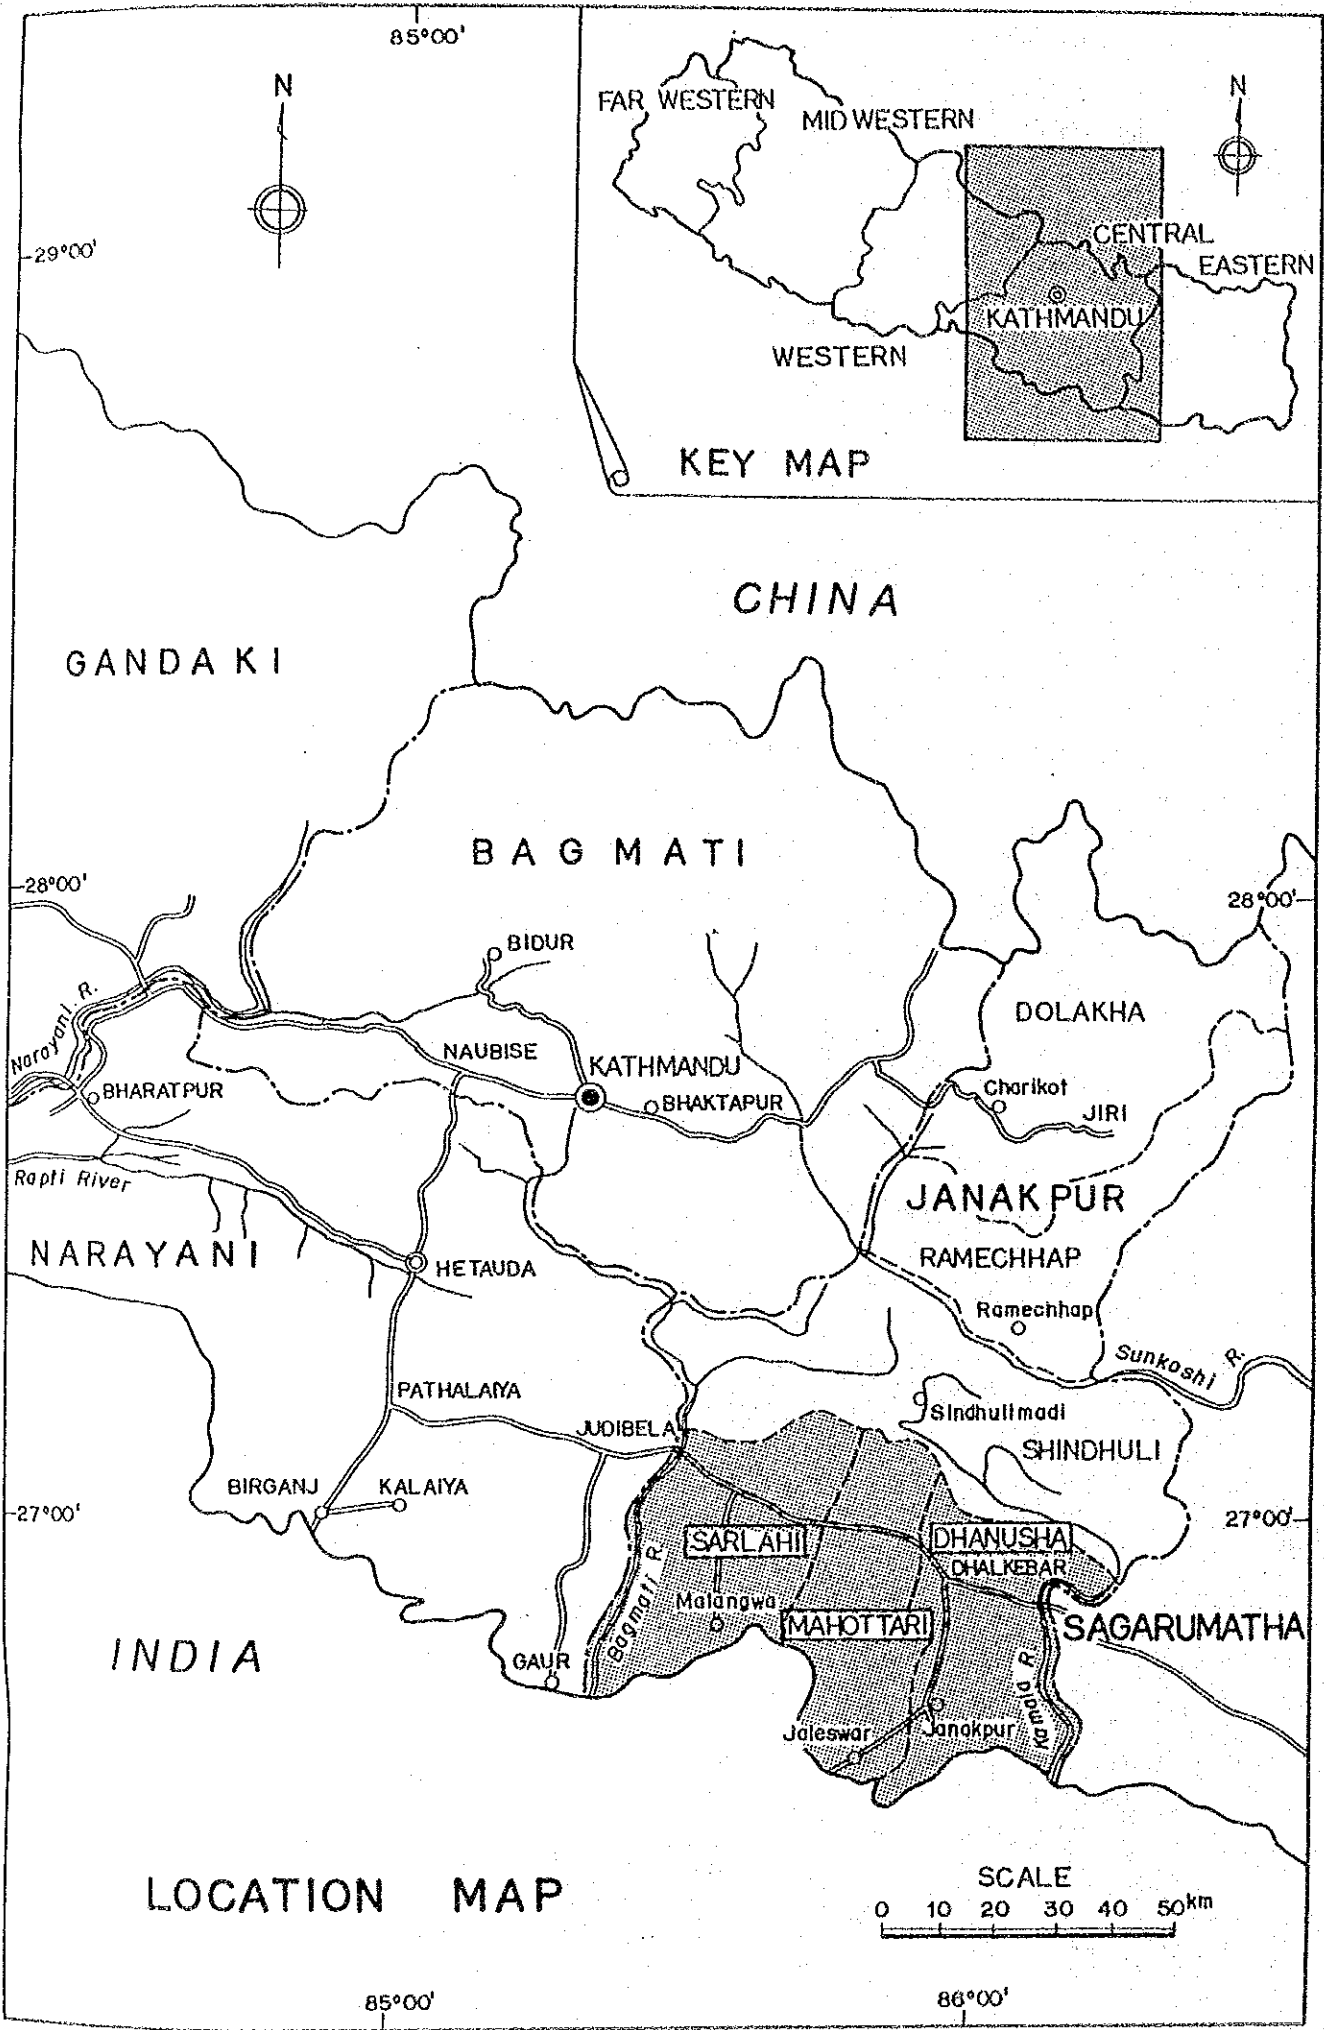 85°00'
N
FAR WESTERN
MID WESTERN
N
29°00'
CENTRAL
EASTERN
KATHMANDU
WESTERN
KEY MAP
CHINA
GANDAKI
BAGMATI
28°00'
28°00'
BIDUR
Narayani R.
DOLAKHA
NAUBISE
KATHMANDU
Charikot
BHARATPUR
BHAKTAPUR
JIRI
Rapti River
JANAKPUR
NARAYANI
HETAUDA
RAMECHHAP
Ramechhap
Sunkoshi R.
PATHALAIYA
JUDIBELA
Sindhulimadi
SHINDHULI
BIRGANJ
KALAIYA
27°00'
27°00'
SARLAHI
DHANUSHA
DHALKEBAR
Bagmati R.
Malangwa
MAHOTTARI
SAGARUMATHA
INDIA
GAUR
Kamala R.
Jaleswar
Janakpur
LOCATION MAP
SCALE
0 10 20 30 40 50km
85°00'
86°00'